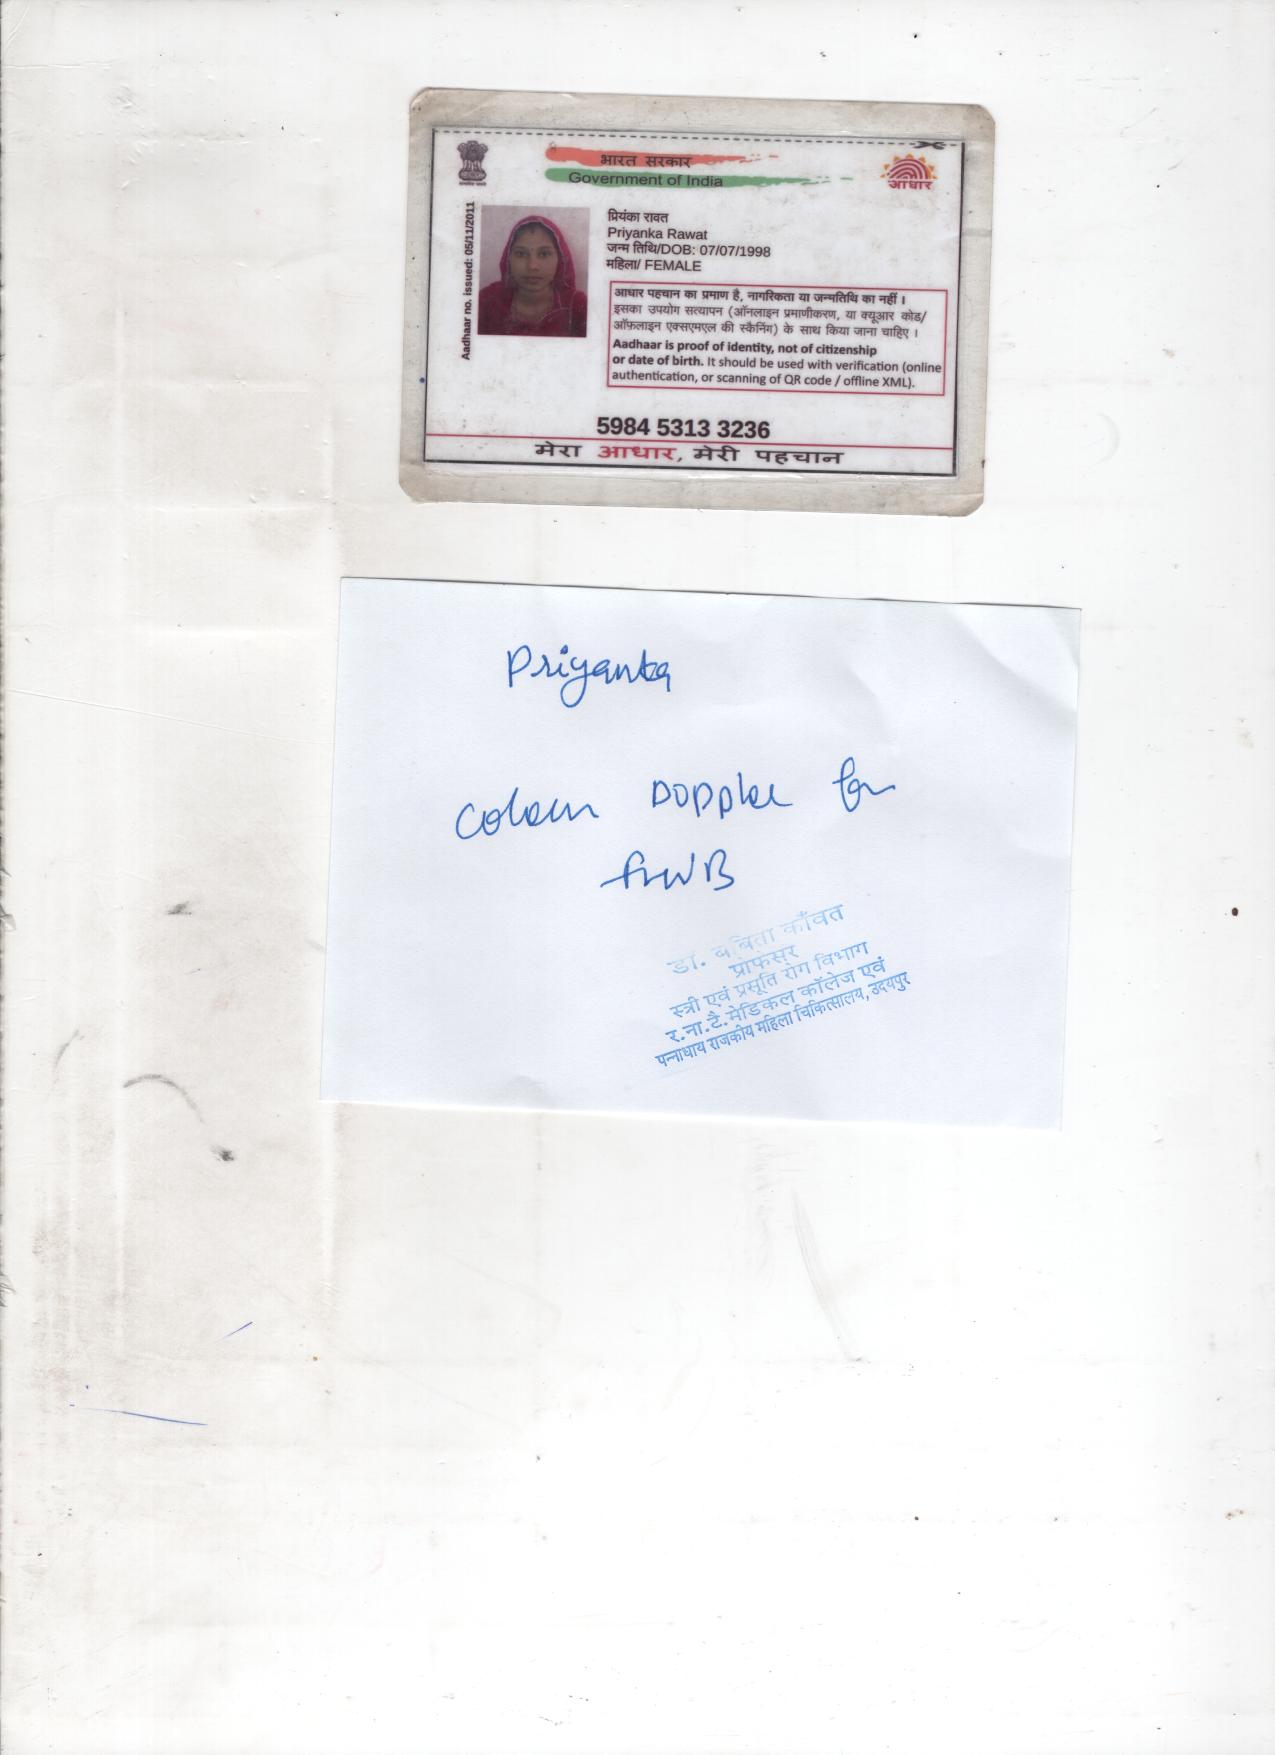 भारत सरकार
Government of India
आधार
Aadhaar no. issued: 05/11/2011
प्रियंका रावत
Priyanka Rawat
जन्म तिथि/DOB: 07/07/1998
महिला/ FEMALE
आधार पहचान का प्रमाण है, नागरिकता या जन्मतिथि का नहीं ।
इसका उपयोग सत्यापन (ऑनलाइन प्रमाणीकरण, या क्यूआर कोड/
ऑफ़लाइन एक्सएमएल की स्कैनिंग) के साथ किया जाना चाहिए ।
Aadhaar is proof of identity, not of citizenship
or date of birth. It should be used with verification (online
authentication, or scanning of QR code / offline XML).
5984 5313 3236
मेरा आधार, मेरी पहचान
Priyanka
Colour Doppler for
FWB
डॉ. बबिता काँवत
प्रोफेसर
स्त्री एवं प्रसूति रोग विभाग
र.ना.टै.मेडिकल कॉलेज एवं
पन्नाधाय राजकीय महिला चिकित्सालय, उदयपुर